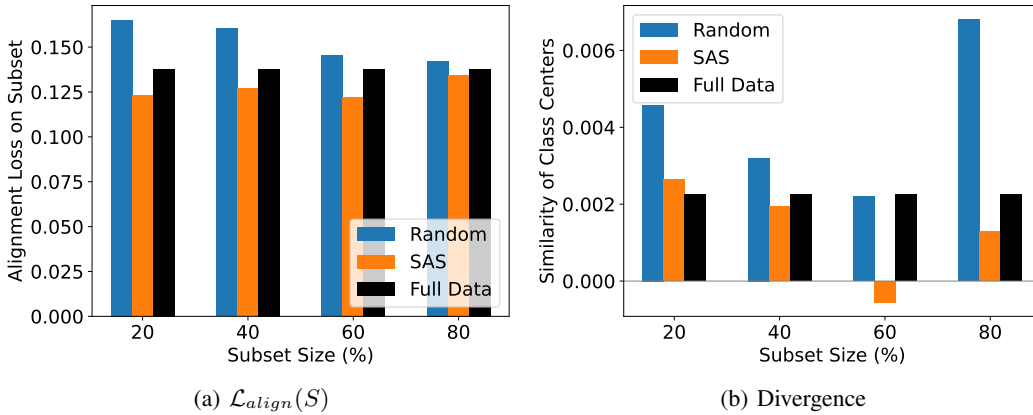 Alignment Loss on Subset
0.150
0.125
0.100
0.075
0.050
0.025
0.000
Random
SAS
Full Data
20 40 60 80
Subset Size (%)
(a) $\mathcal{L}_{align}(S)$
Similarity of Class Centers
0.006
0.004
0.002
0.000
Random
SAS
Full Data
20 40 60 80
Subset Size (%)
(b) Divergence